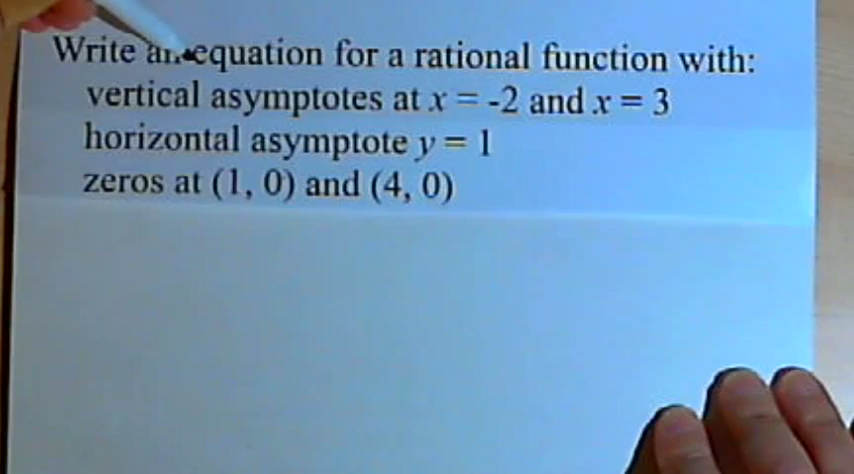 Write an equation for a rational function with:
vertical asymptotes at x = -2 and x = 3
horizontal asymptote y = 1
zeros at (1, 0) and (4, 0)